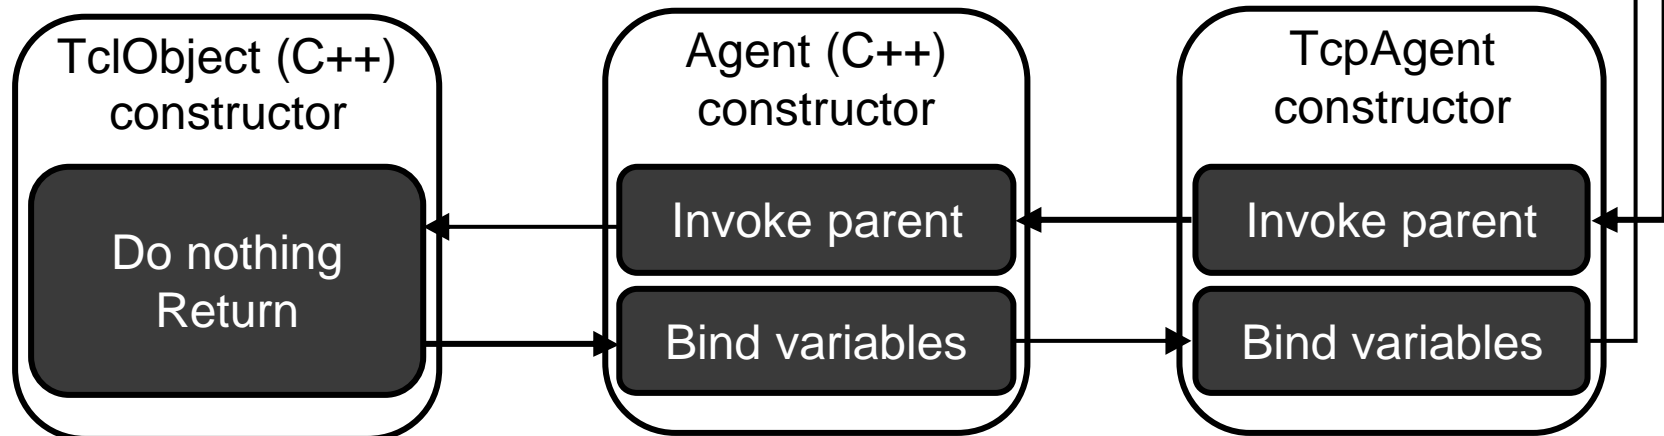 TclObject (C++)
constructor
Do nothing
Return
Agent (C++)
constructor
Invoke parent
Bind variables
TcpAgent
constructor
Invoke parent
Bind variables